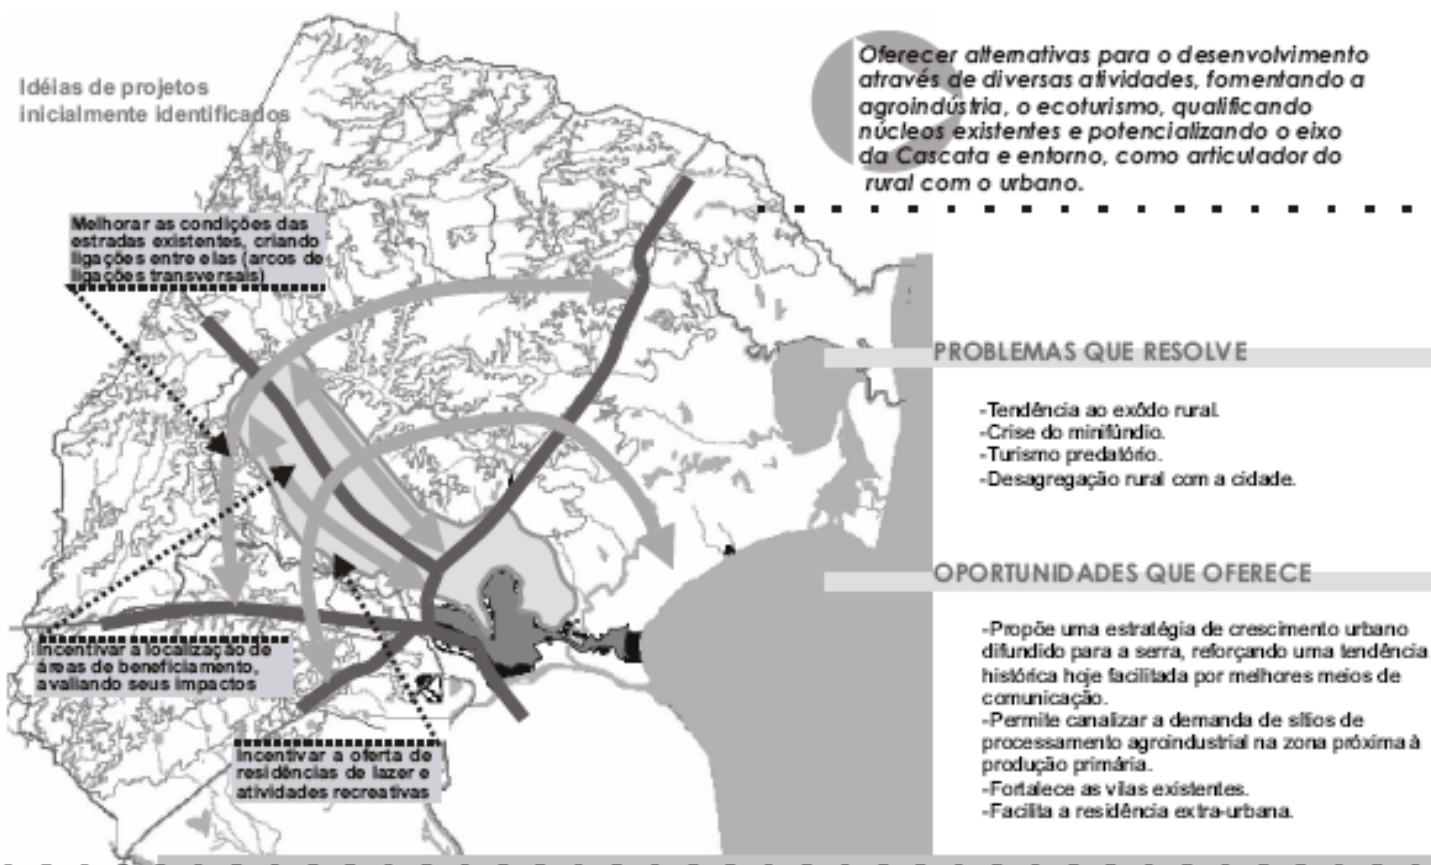 Idéias de projetos
inicialmente identificados
Oferecer alternativas para o desenvolvimento
através de diversas atividades, fomentando a
agroindústria, o ecoturismo, qualificando
núcleos existentes e potencializando o eixo
da Cascata e entorno, como articulador do
rural com o urbano.
Melhorar as condições das
estradas existentes, criando
ligações entre elas (arcos de
ligações transversais)
PROBLEMAS QUE RESOLVE
-Tendência ao exôdo rural.
-Crise do minifúndio.
-Turismo predatório.
-Desagregação rural com a cidade.
OPORTUNIDADES QUE OFERECE
-Propõe uma estratégia de crescimento urbano
difundido para a serra, reforçando uma tendência
histórica hoje facilitada por melhores meios de
comunicação.
-Permite canalizar a demanda de sítios de
processamento agroindustrial na zona próxima à
produção primária.
-Fortalece as vilas existentes.
-Facilita a residência extra-urbana.
Incentivar a localização de
áreas de beneficiamento,
avaliando seus impactos
Incentivar a oferta de
residências de lazer e
atividades recreativas